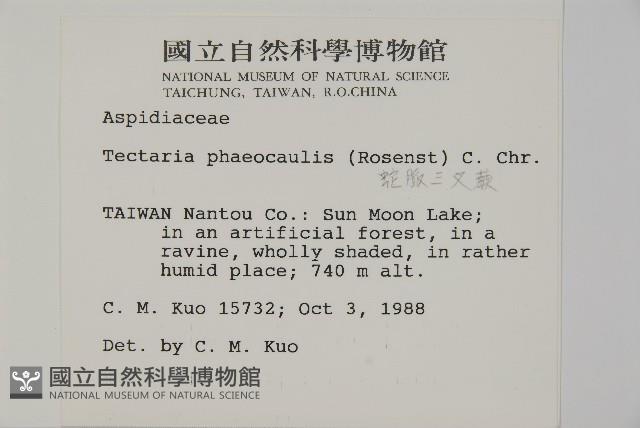 國立自然科學博物館
NATIONAL MUSEUM OF NATURAL SCIENCE
TAICHUNG, TAIWAN, R.O.CHINA
Aspidiaceae
Tectaria phaeocaulis (Rosenst) C. Chr.
蛇脈三叉蕨
TAIWAN Nantou Co.: Sun Moon Lake;
in an artificial forest, in a
ravine, wholly shaded, in rather
humid place; 740 m alt.
C. M. Kuo 15732; Oct 3, 1988
Det. by C. M. Kuo
國立自然科學博物館
NATIONAL MUSEUM OF NATURAL SCIENCE